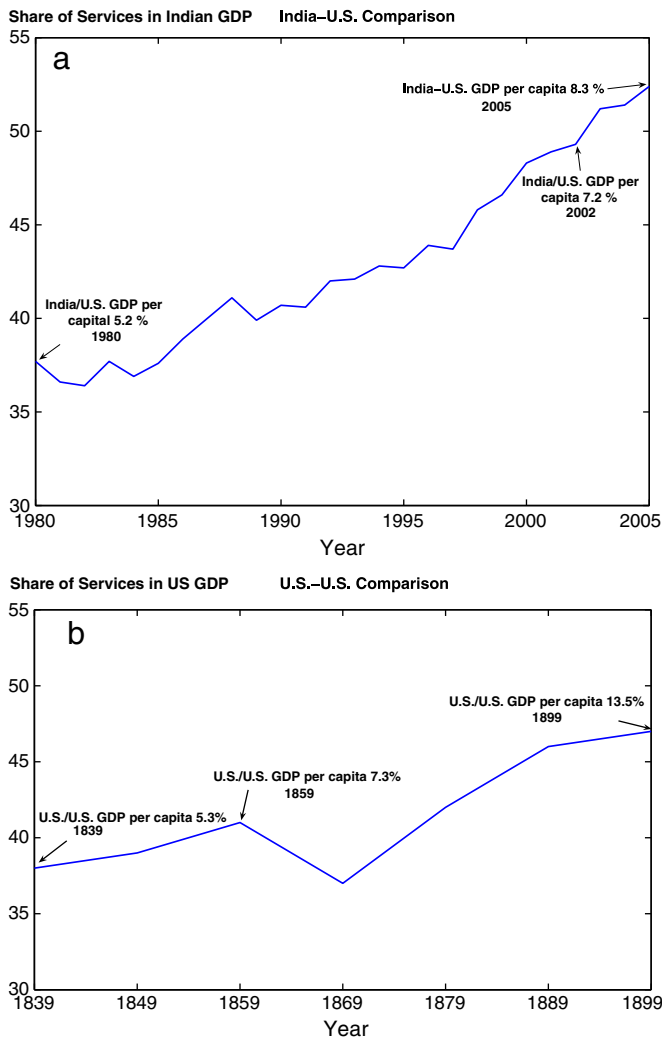 Share of Services in Indian GDP India–U.S. Comparison
55
a
India–U.S. GDP per capita 8.3 %
2005
50
India/U.S. GDP per
capita 7.2 %
2002
45
India/U.S. GDP per
capital 5.2 %
1980
40
35
30
1980 1985 1990 1995 2000 2005
Year
Share of Services in US GDP U.S.–U.S. Comparison
55
b
50
U.S./U.S. GDP per capita 13.5%
1899
45
U.S./U.S. GDP per capita 7.3%
1859
U.S./U.S. GDP per capita 5.3%
1839
40
35
30
1839 1849 1859 1869 1879 1889 1899
Year